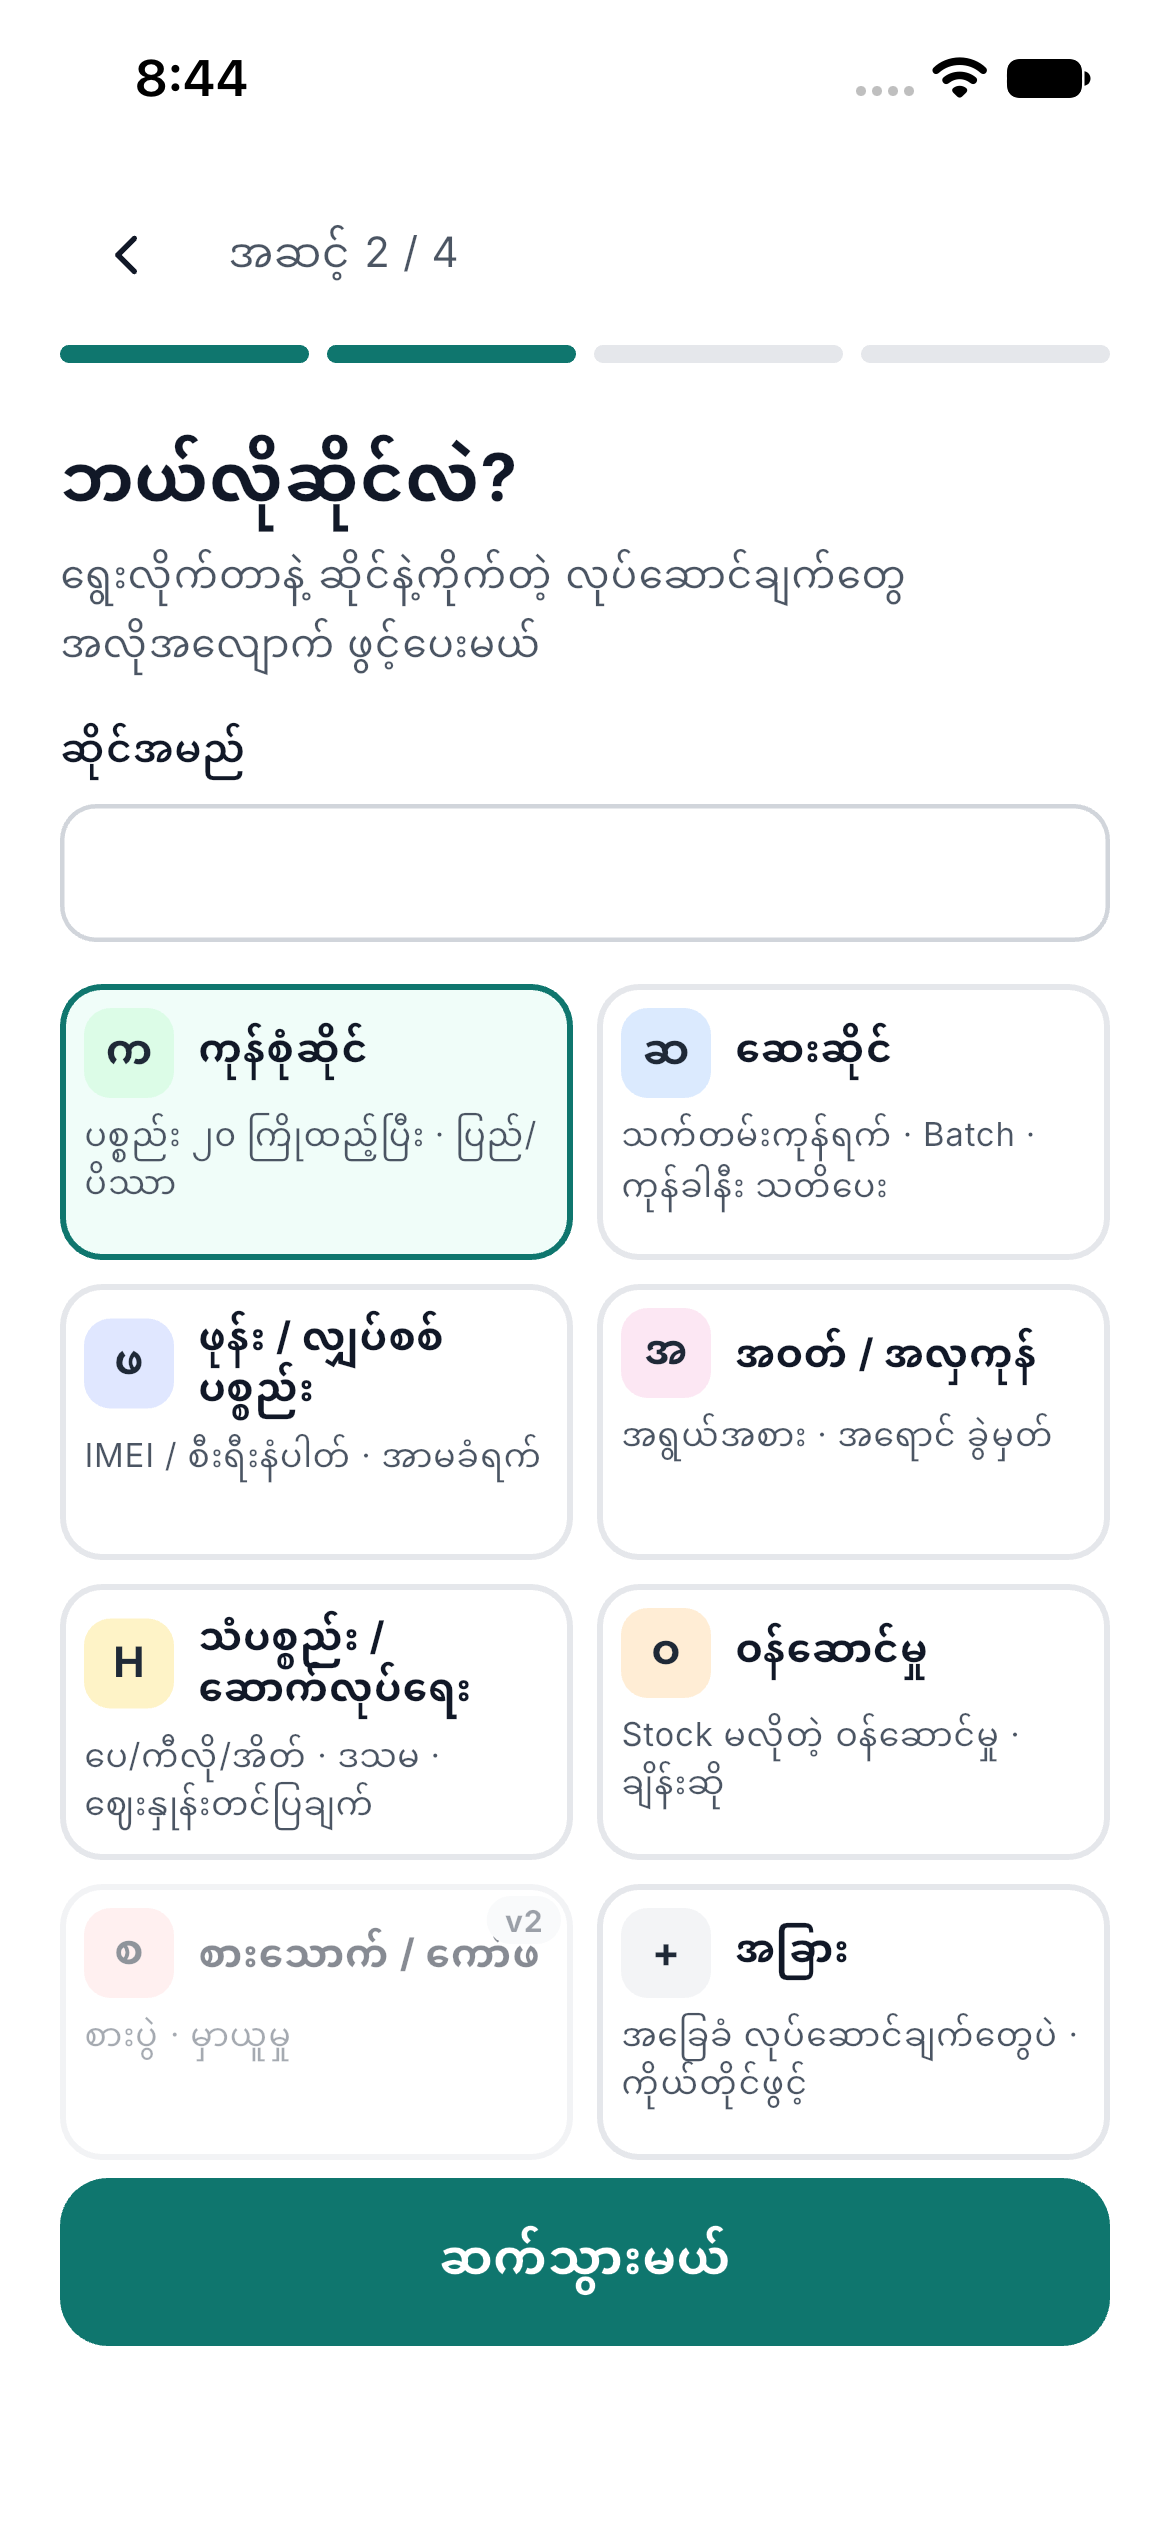 8:44
အဆင့် 2 / 4
ဘယ်လိုဆိုင်လဲ?
ရွေးလိုက်တာနဲ့ ဆိုင်နဲ့ကိုက်တဲ့ လုပ်ဆောင်ချက်တွေ
အလိုအလျောက် ဖွင့်ပေးမယ်
ဆိုင်အမည်
က ကုန်စုံဆိုင်
ပစ္စည်း ၂၀ ကြိုထည့်ပြီး · ပြည်/
ပိဿာ
ဆ ဆေးဆိုင်
သက်တမ်းကုန်ရက် · Batch ·
ကုန်ခါနီး သတိပေး
ဖ ဖုန်း / လျှပ်စစ်
ပစ္စည်း
IMEI / စီးရီးနံပါတ် · အာမခံရက်
အ အဝတ် / အလှကုန်
အရွယ်အစား · အရောင် ခွဲမှတ်
H သံပစ္စည်း /
ဆောက်လုပ်ရေး
ပေ/ကီလို/အိတ် · ဒသမ ·
ဈေးနှုန်းတင်ပြချက်
ဝ ဝန်ဆောင်မှု
Stock မလိုတဲ့ ဝန်ဆောင်မှု ·
ချိန်းဆို
v2
စ စားသောက် / ကော်ဖီ
စားပွဲ · မှာယူမှု
+ အခြား
အခြေခံ လုပ်ဆောင်ချက်တွေပဲ ·
ကိုယ်တိုင်ဖွင့်
ဆက်သွားမယ်